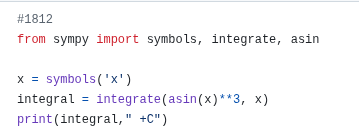 #1812
from sympy import symbols, integrate, asin
x = symbols('x')
integral = integrate(asin(x)**3, x)
print(integral," +C")